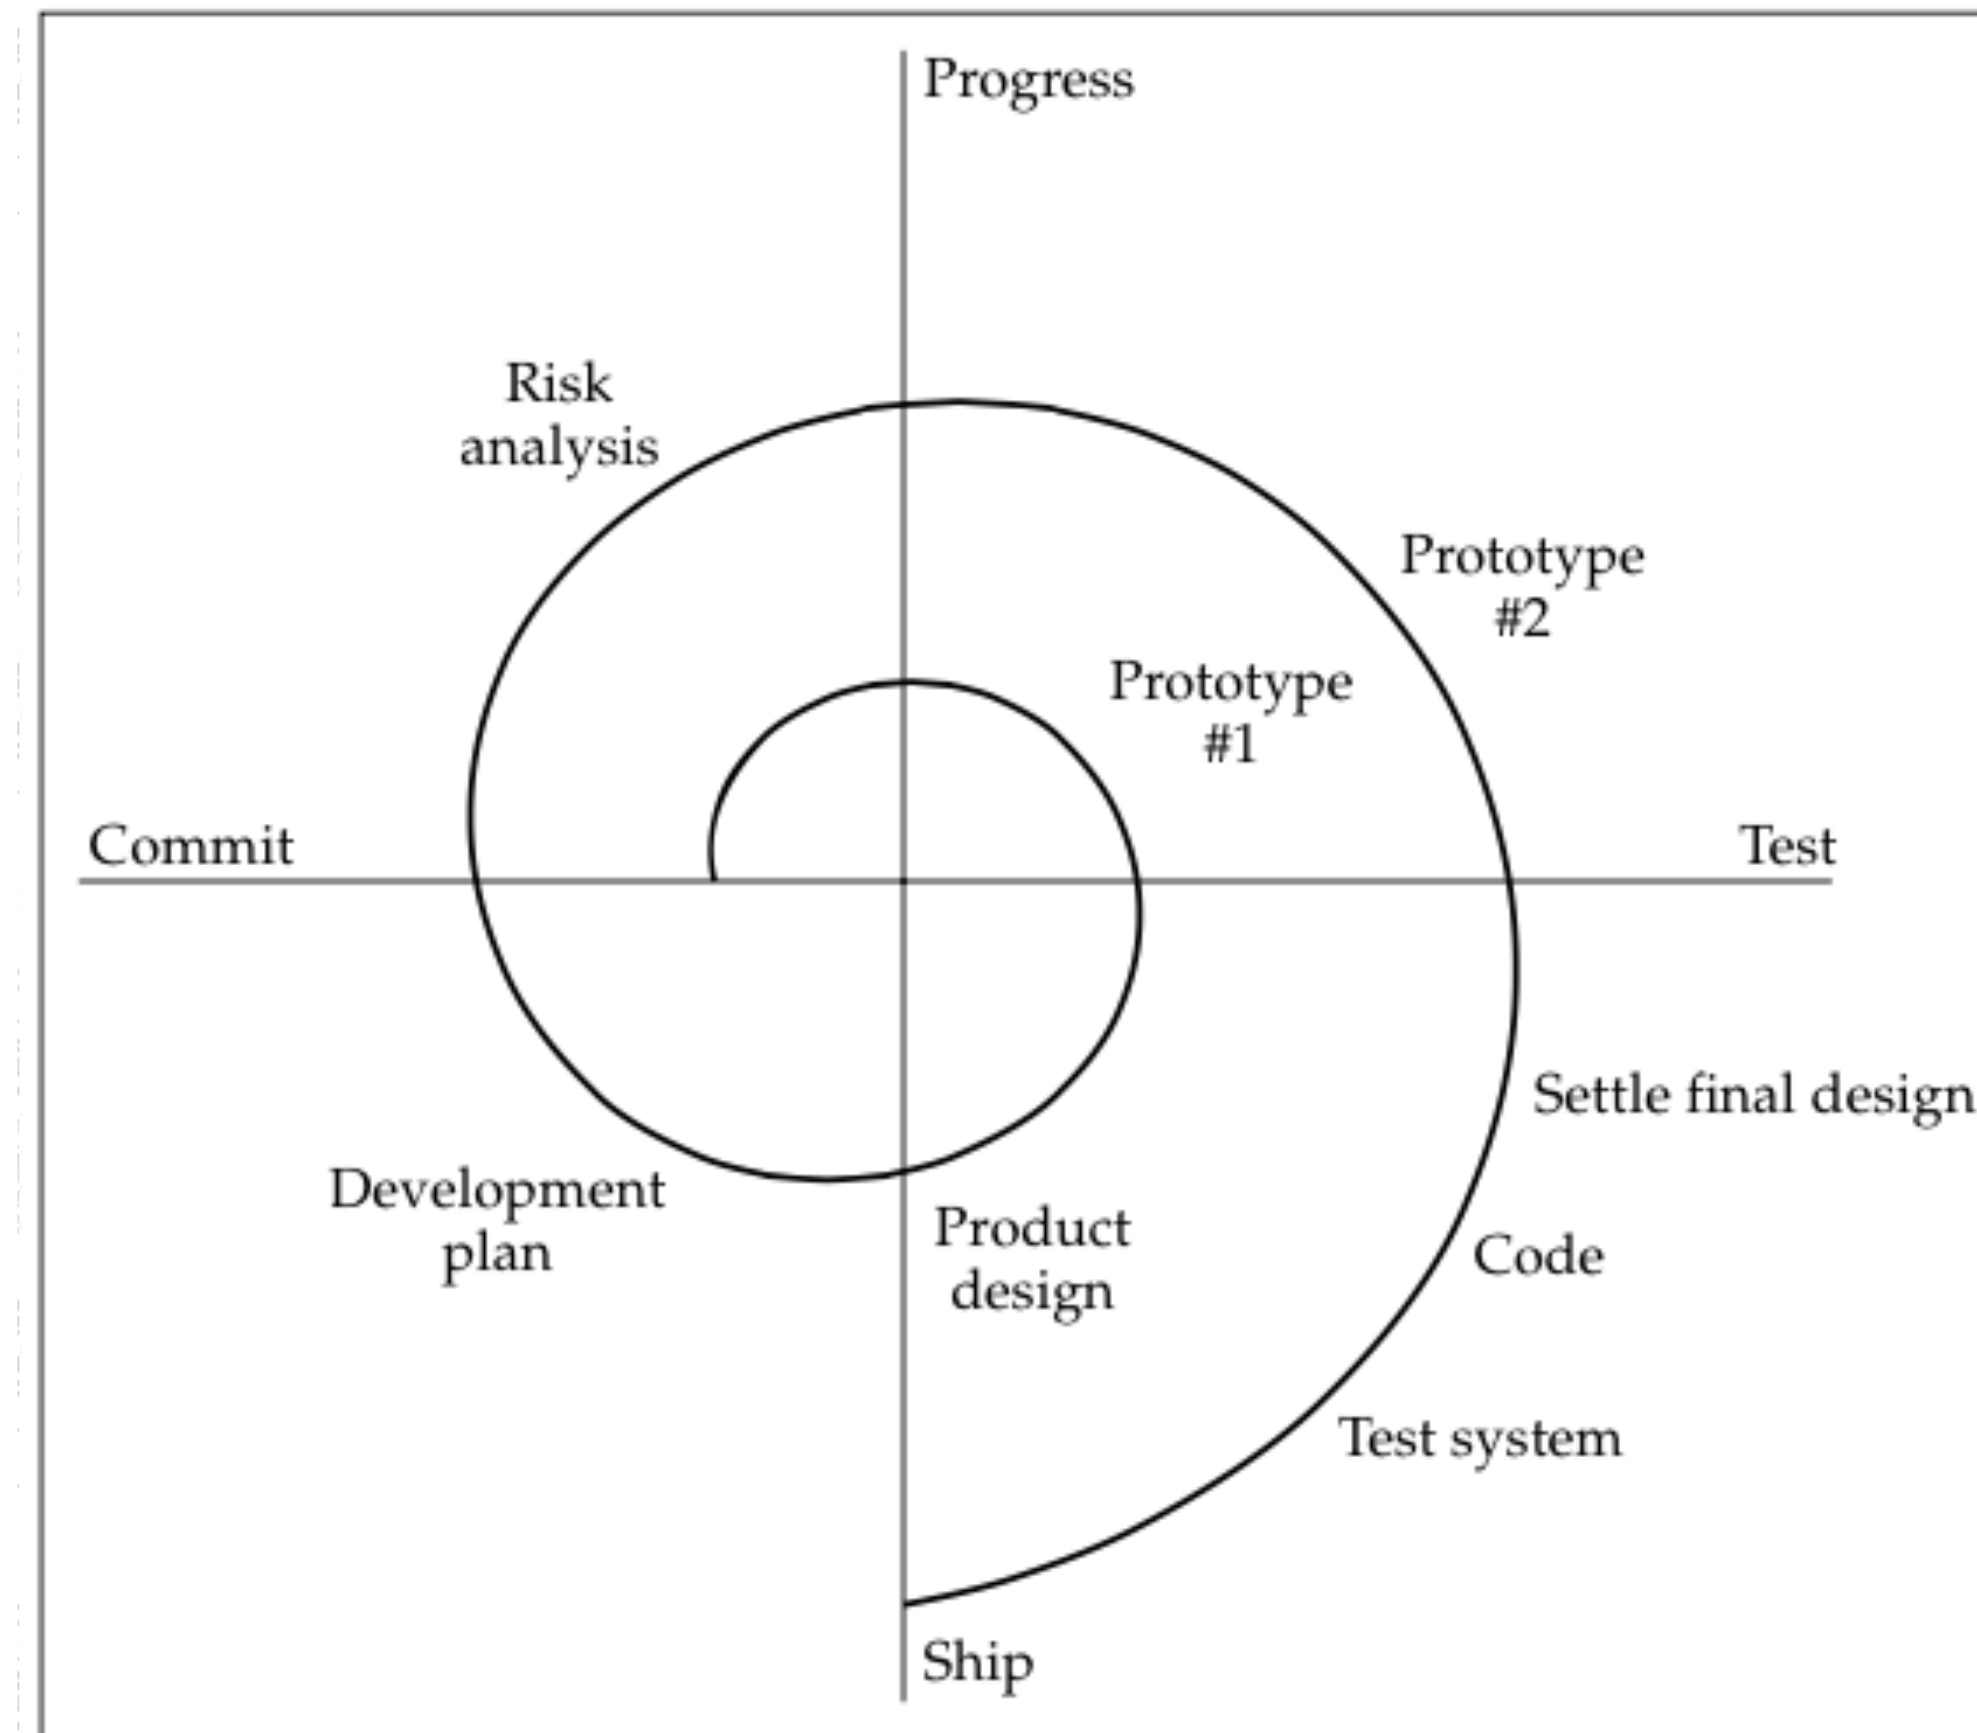 Progress
Risk
analysis
Prototype
#2
Prototype
#1
Commit
Test
Settle final design
Development
plan
Product
design
Code
Test system
Ship